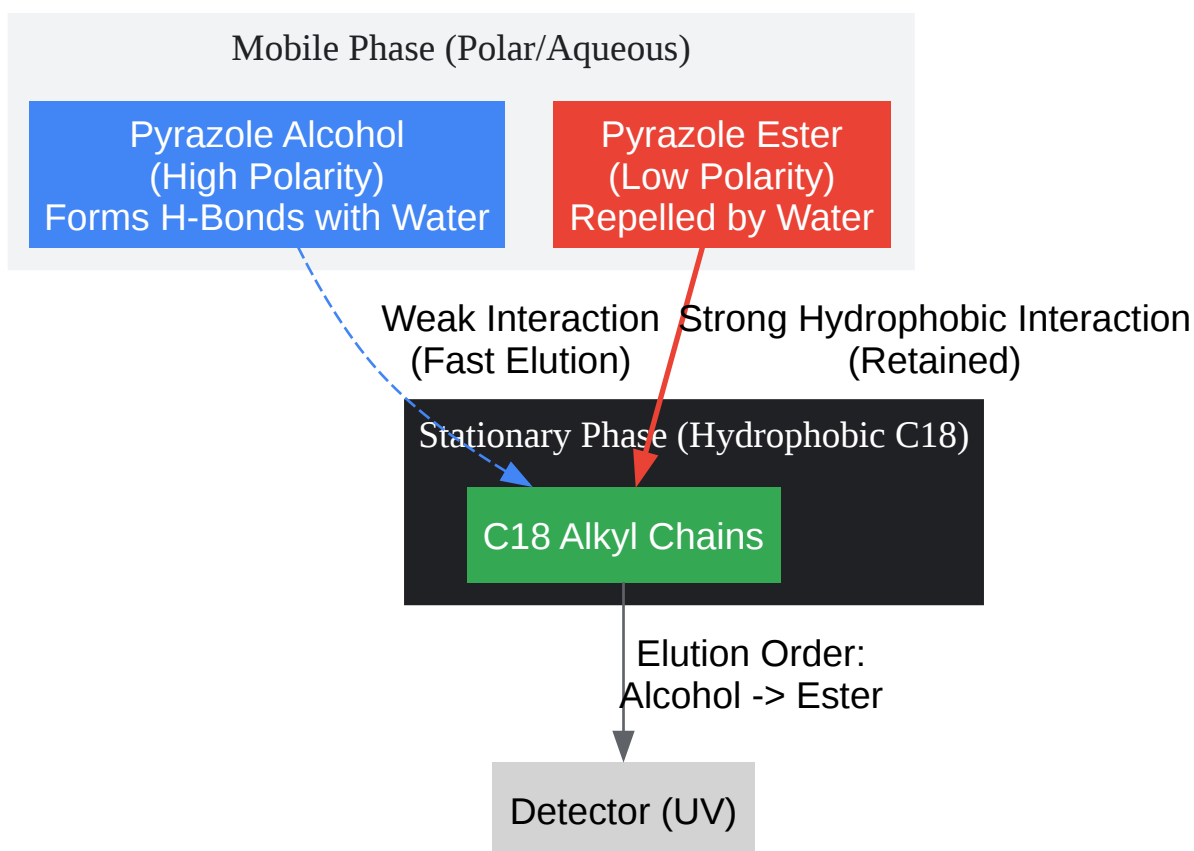 Mobile Phase (Polar/Aqueous)
Pyrazole Alcohol
(High Polarity)
Forms H-Bonds with Water
Pyrazole Ester
(Low Polarity)
Repelled by Water
Weak Interaction
(Fast Elution)
Strong Hydrophobic Interaction
(Retained)
Stationary Phase (Hydrophobic C18)
C18 Alkyl Chains
Elution Order:
Alcohol -> Ester
Detector (UV)